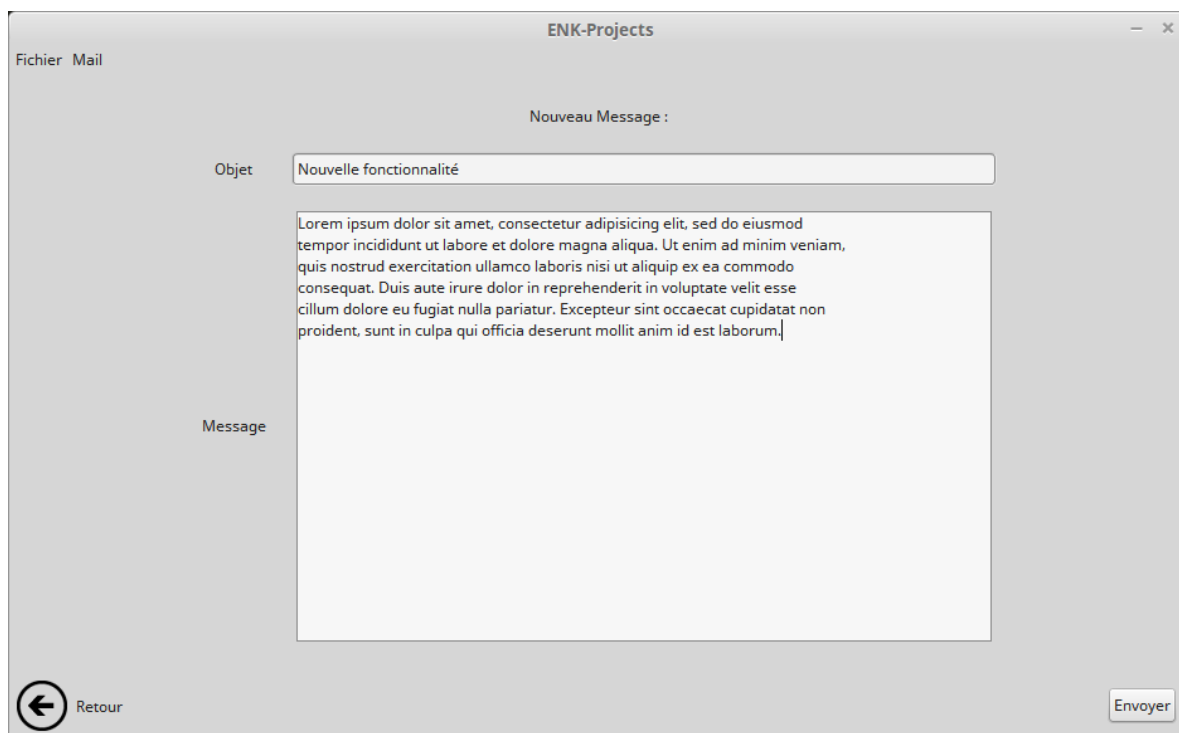 ENK-Projects
Fichier Mail
Nouveau Message :
Objet
Nouvelle fonctionnalité
Lorem ipsum dolor sit amet, consectetur adipisicing elit, sed do eiusmod
tempor incididunt ut labore et dolore magna aliqua. Ut enim ad minim veniam,
quis nostrud exercitation ullamco laboris nisi ut aliquip ex ea commodo
consequat. Duis aute irure dolor in reprehenderit in voluptate velit esse
cillum dolore eu fugiat nulla pariatur. Excepteur sint occaecat cupidatat non
proident, sunt in culpa qui officia deserunt mollit anim id est laborum.
Message
Retour
Envoyer